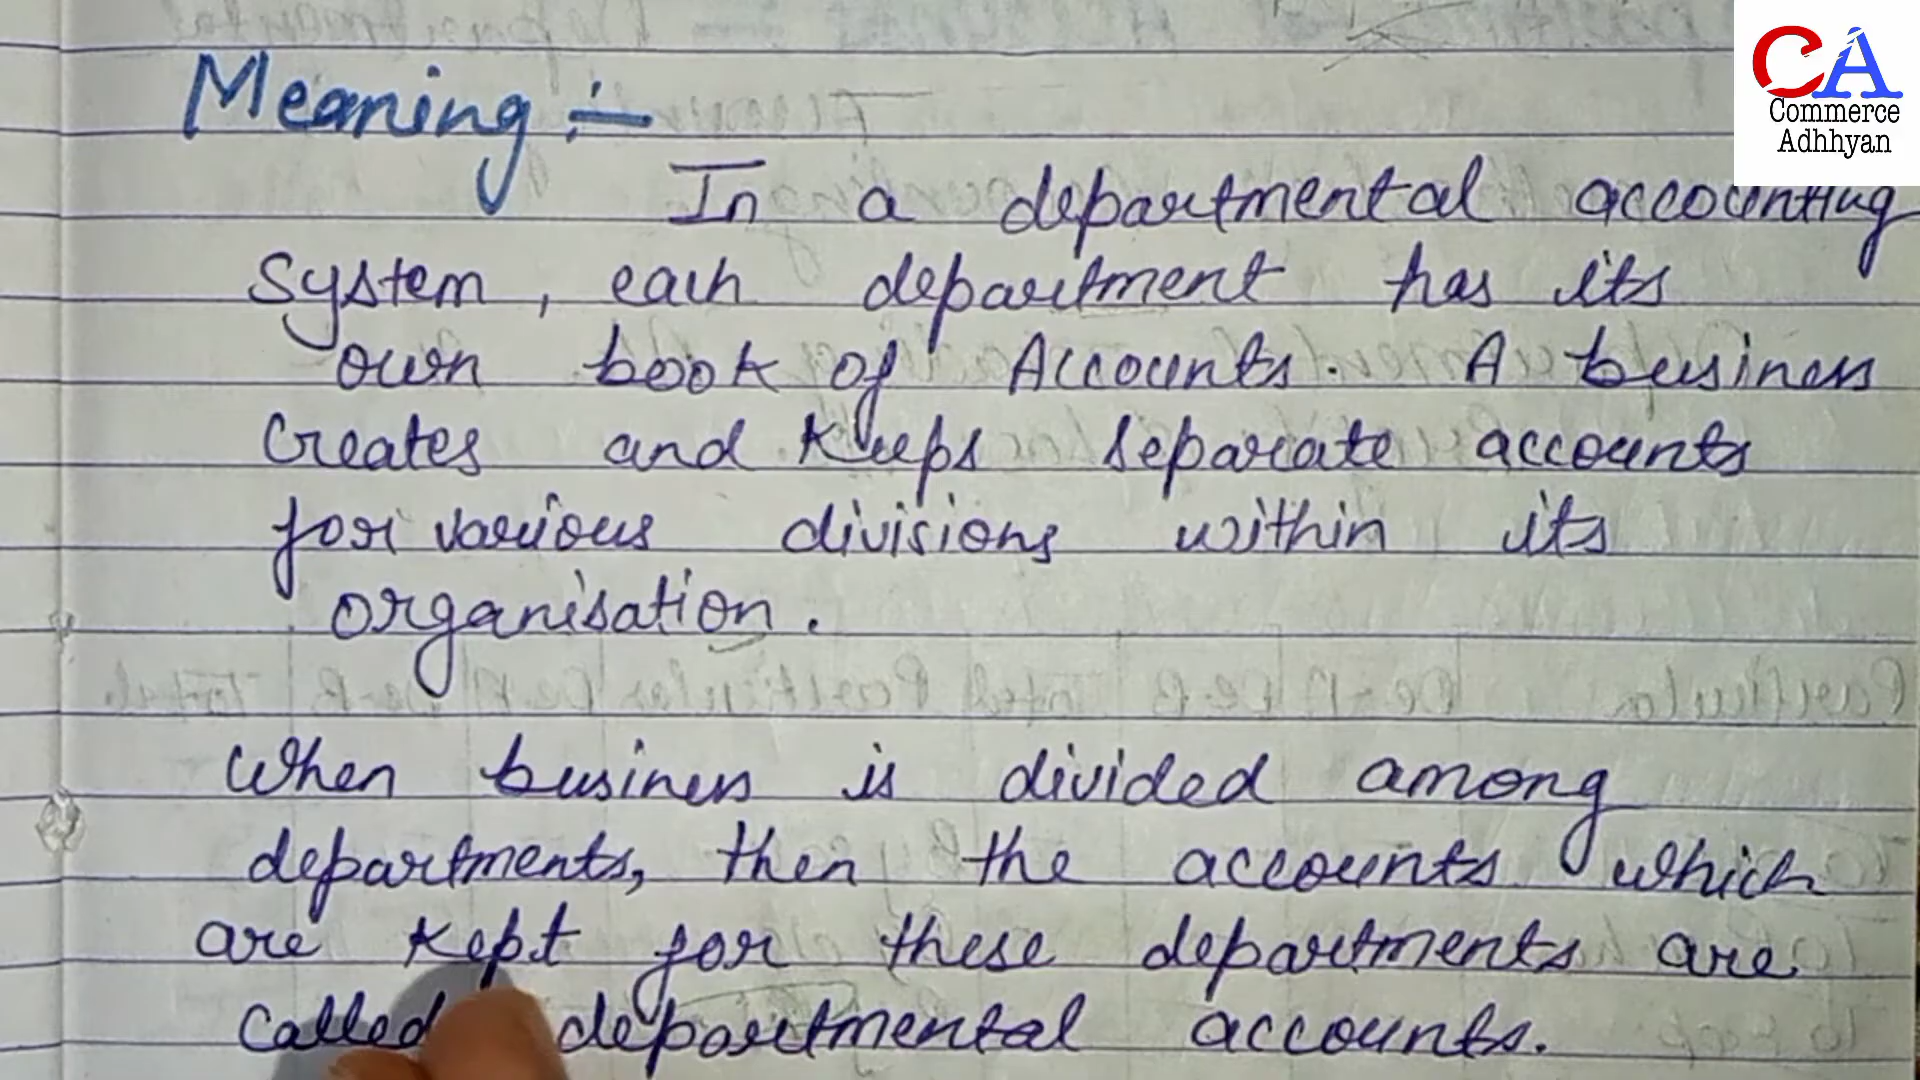 Meaning :-
In a departmental accounting
System, each department has its
own book of Accounts. A business
Creates and Keeps separate accounts
for various divisions within its
organisation.
When business is divided among
departments, then the accounts which
are kept for these departments are
called departmental accounts.
CA
Commerce
Adhhyan